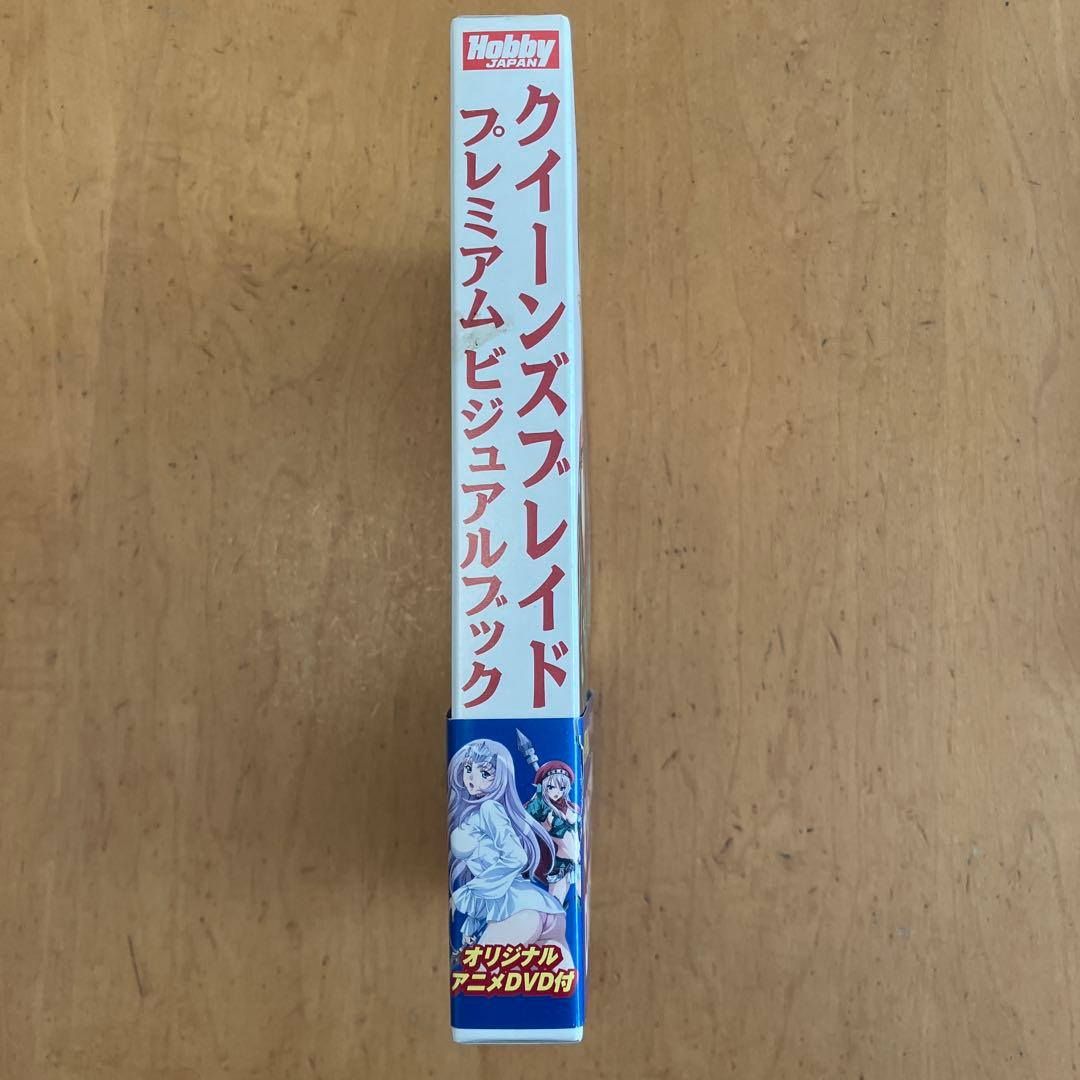 Hobby
JAPAN
クイーンズブレイド
プレミアム ビジュアルブック
オリジナル
アニメDVD付